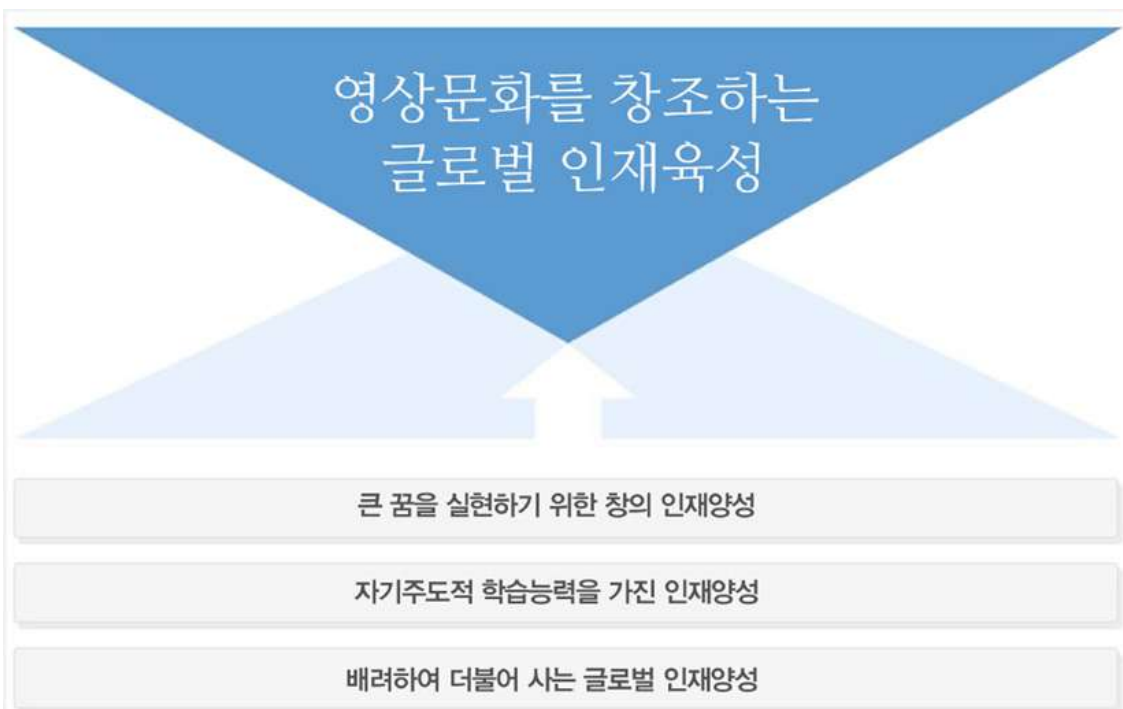 영상문화를 창조하는
글로벌 인재육성
큰 꿈을 실현하기 위한 창의 인재양성
자기주도적 학습능력을 가진 인재양성
배려하여 더불어 사는 글로벌 인재양성